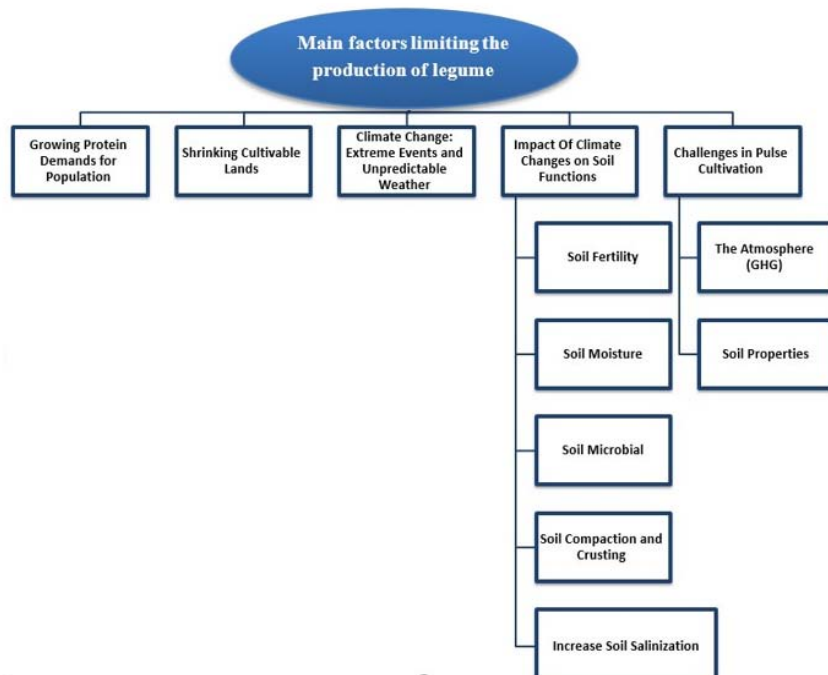 Main factors limiting the
production of legume
Growing Protein
Demands for
Population
Shrinking Cultivable
Lands
Climate Change:
Extreme Events and
Unpredictable
Weather
Impact Of Climate
Changes on Soil
Functions
Challenges in Pulse
Cultivation
Soil Fertility
Soil Moisture
Soil Microbial
Soil Compaction and
Crusting
Increase Soil Salinization
The Atmosphere
(GHG)
Soil Properties